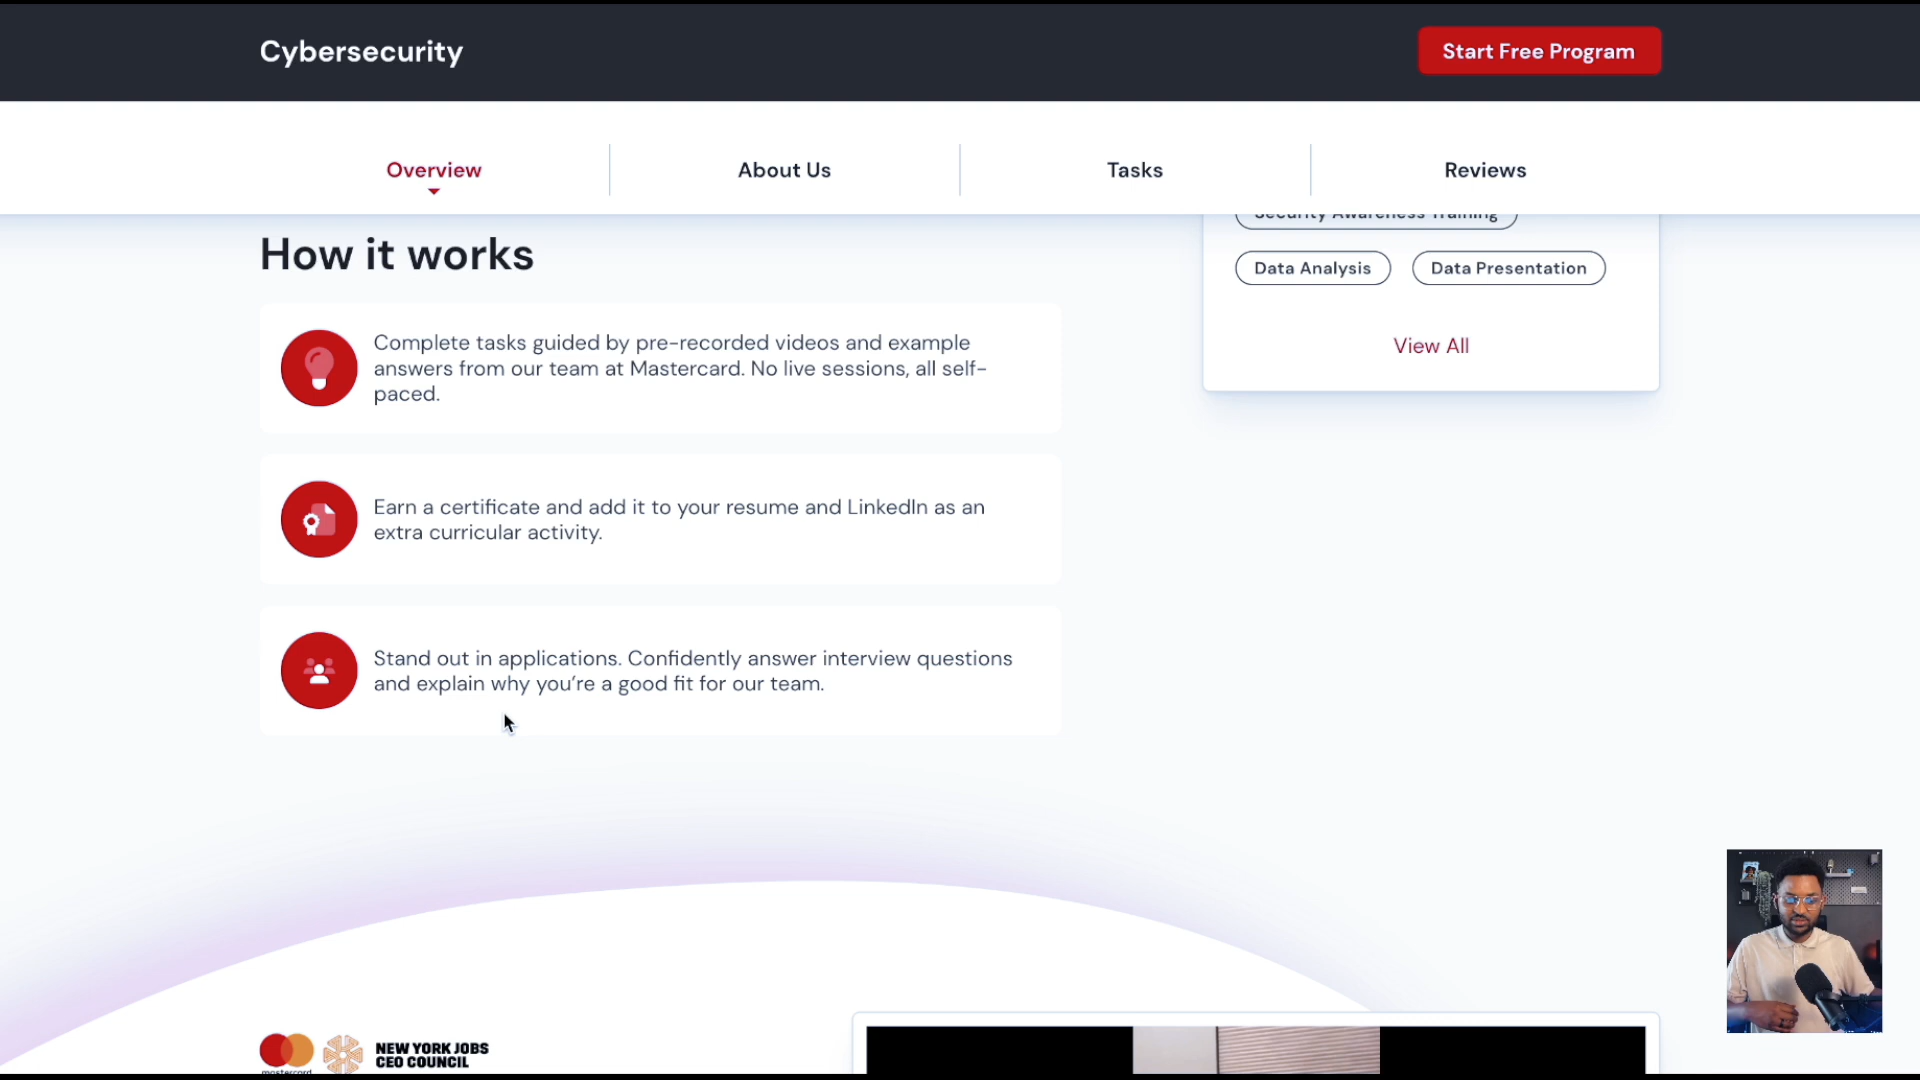 Cybersecurity
Start Free Program
Overview
About Us
Tasks
Reviews
How it works
Security Awareness Training
Data Analysis
Data Presentation
View All
Complete tasks guided by pre-recorded videos and example
answers from our team at Mastercard. No live sessions, all self-
paced.
Earn a certificate and add it to your resume and LinkedIn as an
extra curricular activity.
Stand out in applications. Confidently answer interview questions
and explain why you're a good fit for our team.
mastercard
NEW YORK JOBS
CEO COUNCIL